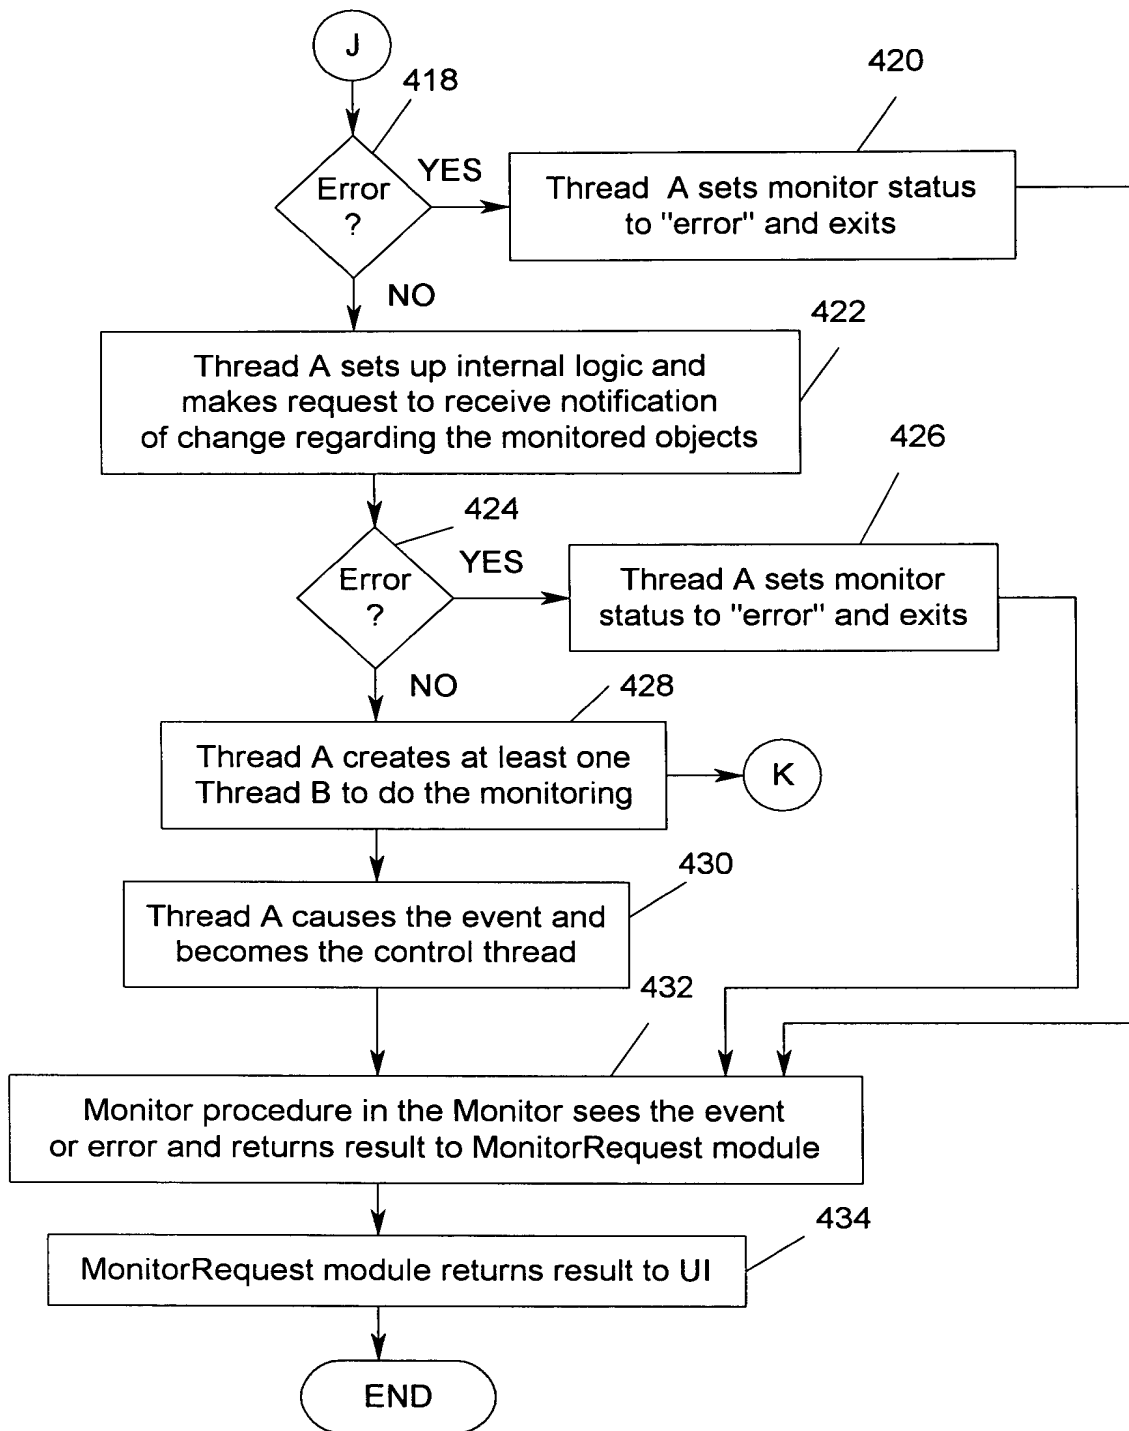 J
418
420
Error
?
YES
Thread A sets monitor status
to "error" and exits
NO
422
Thread A sets up internal logic and
makes request to receive notification
of change regarding the monitored objects
426
424
Error
?
YES
Thread A sets monitor
status to "error" and exits
NO
428
Thread A creates at least one
Thread B to do the monitoring
K
430
Thread A causes the event and
becomes the control thread
432
Monitor procedure in the Monitor sees the event
or error and returns result to MonitorRequest module
434
MonitorRequest module returns result to UI
END